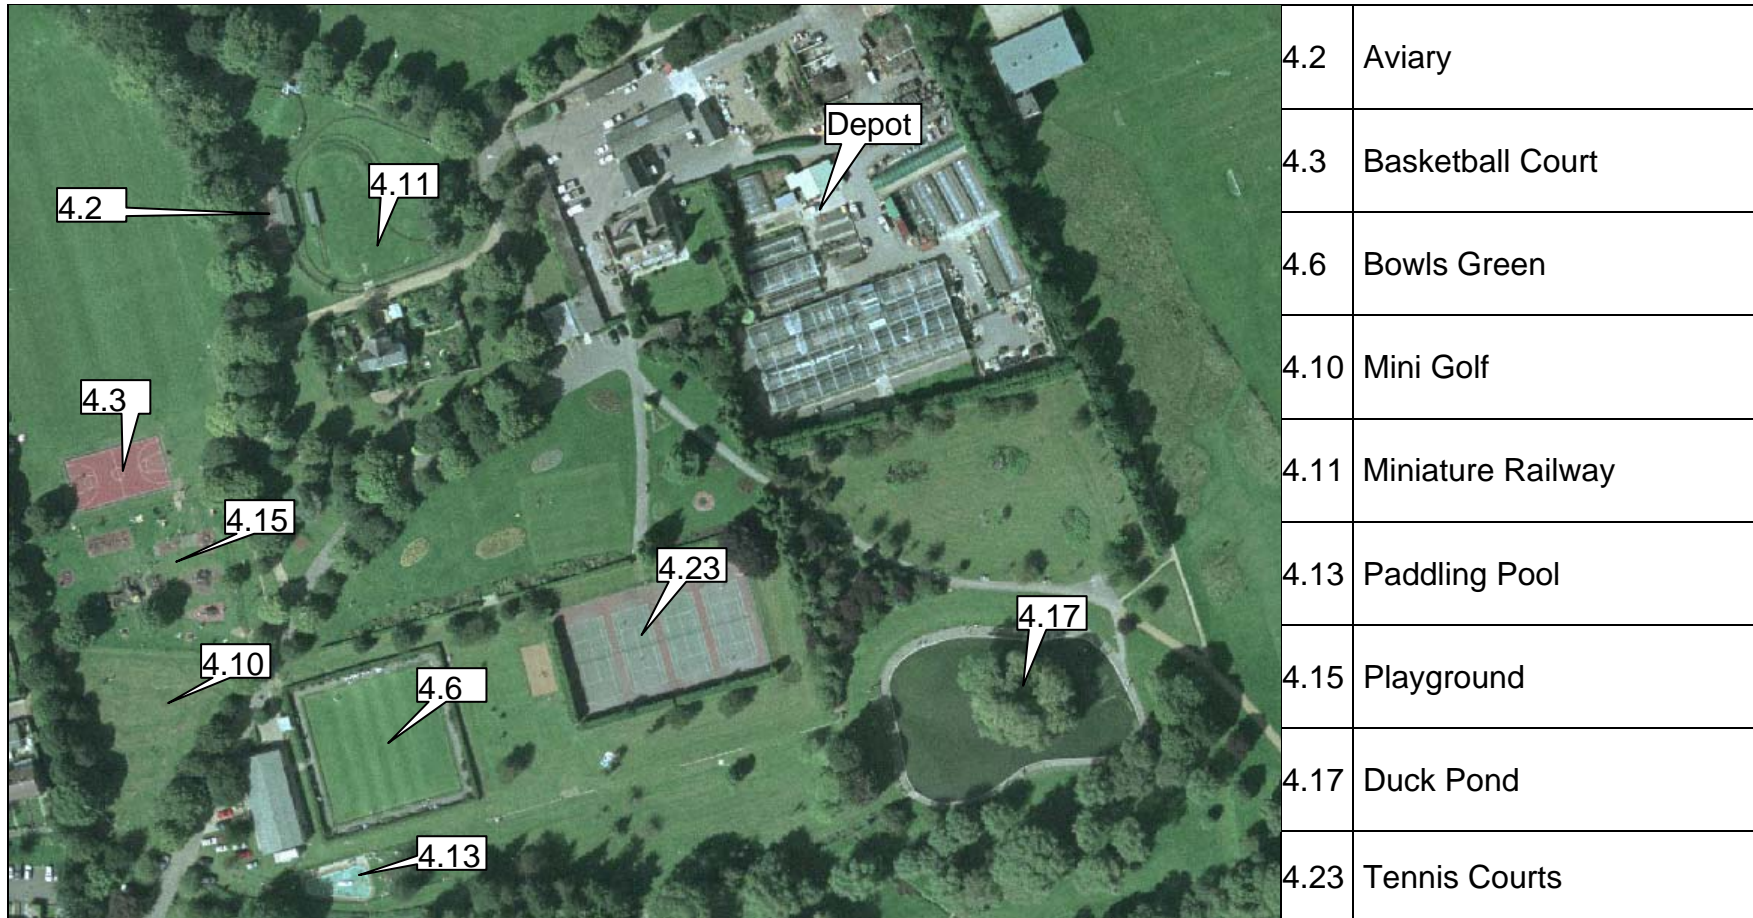 Depot
4.11
4.2
4.3
4.15
4.23
4.17
4.10
4.6
4.13
4.2 Aviary
4.3 Basketball Court
4.6 Bowls Green
4.10 Mini Golf
4.11 Miniature Railway
4.13 Paddling Pool
4.15 Playground
4.17 Duck Pond
4.23 Tennis Courts